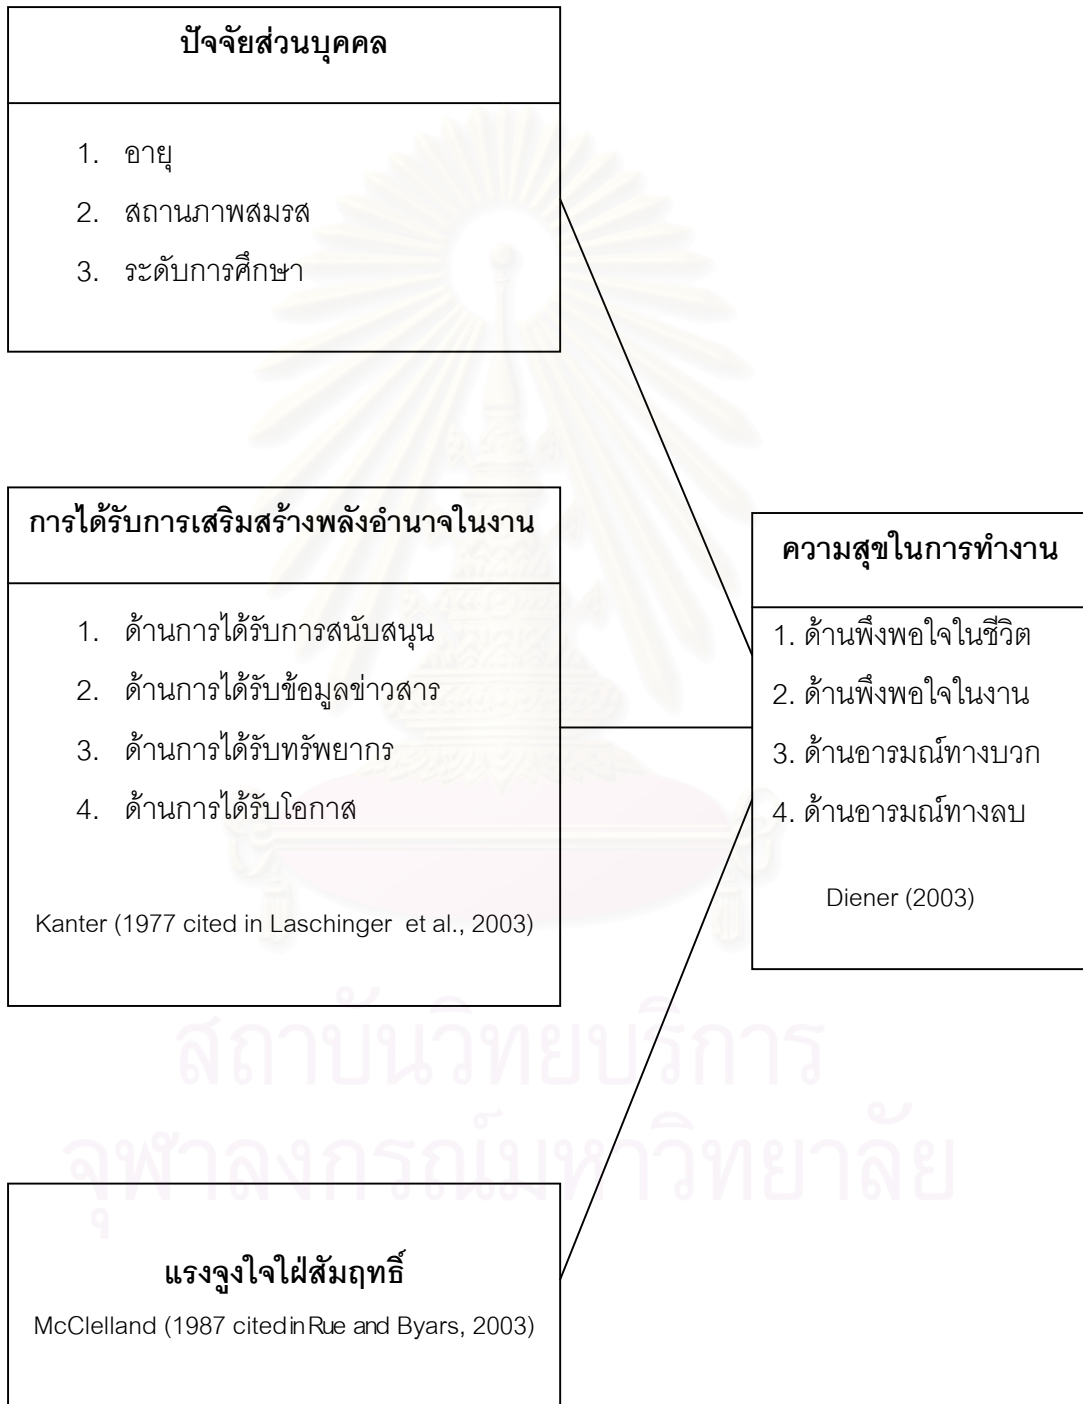 ปัจจัยส่วนบุคคล
1. อายุ
2. สถานภาพสมรส
3. ระดับการศึกษา
การได้รับการเสริมสร้างพลังอำนาจในงาน
1. ด้านการได้รับการสนับสนุน
2. ด้านการได้รับข้อมูลข่าวสาร
3. ด้านการได้รับทรัพยากร
4. ด้านการได้รับโอกาส
Kanter (1977 cited in Laschinger et al., 2003)
ความสุขในการทำงาน
1. ด้านพึงพอใจในชีวิต
2. ด้านพึงพอใจในงาน
3. ด้านอารมณ์ทางบวก
4. ด้านอารมณ์ทางลบ
Diener (2003)
สถาบันวิทยบริการ
จุฬาลงกรณ์มหาวิทยาลัย
แรงจูงใจใฝ่สัมฤทธิ์
McClelland (1987 cited in Rue and Byars, 2003)